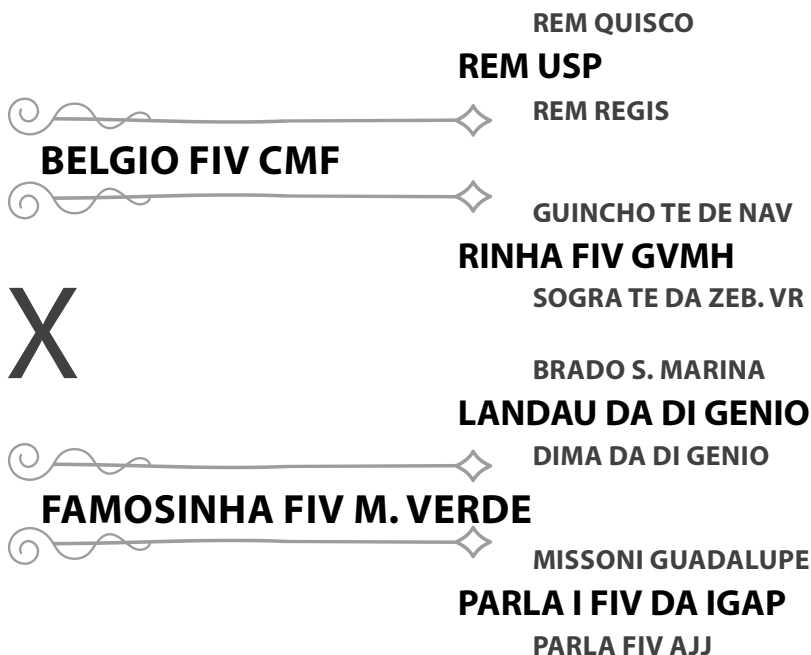 REM QUISCO
REM USP
REM REGIS
BELGIO FIV CMF
GUINCHO TE DE NAV
RINHA FIV GVMH
SOGRA TE DA ZEB. VR
X
BRADO S. MARINA
LANDAU DA DI GENIO
DIMA DA DI GENIO
FAMOSINHA FIV M. VERDE
MISSONI GUADALUPE
PARLA I FIV DA IGAP
PARLA FIV AJJ